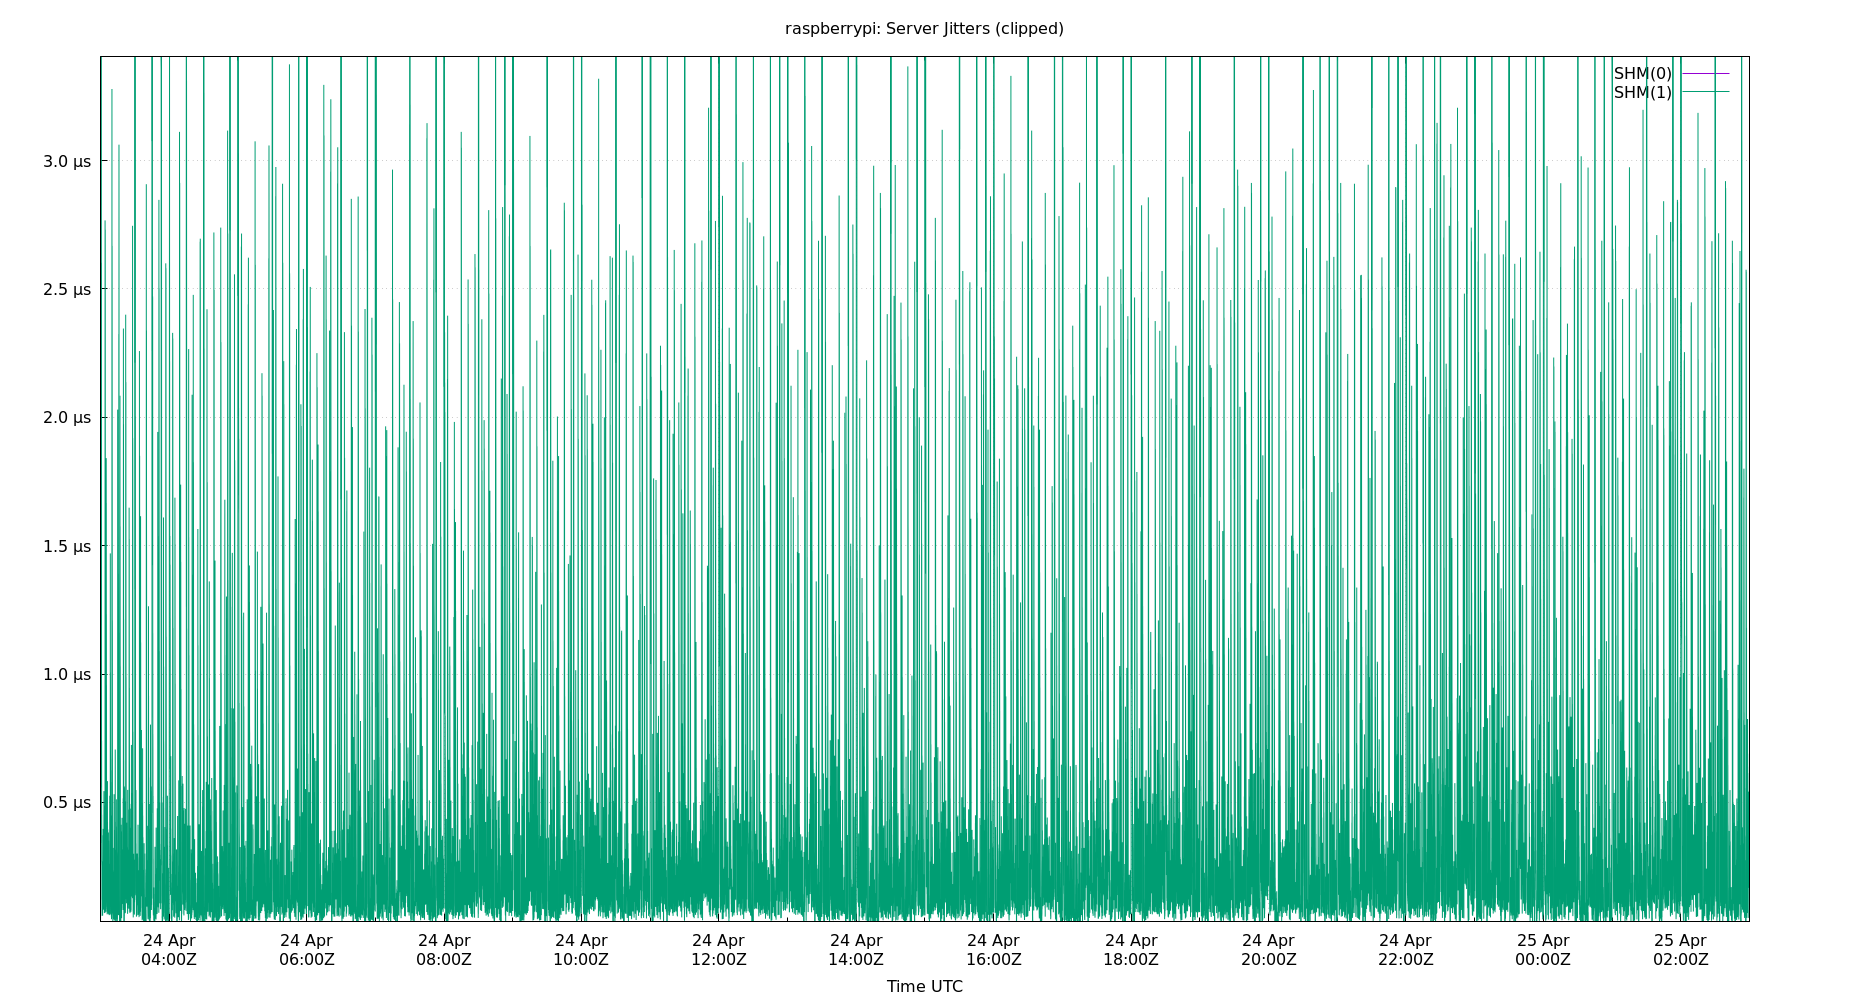 raspberrypi: Server Jitters (clipped)
SHM(0)
SHM(1)
3.0 µs
2.5 µs
2.0 µs
1.5 µs
1.0 µs
0.5 µs
24 Apr 24 Apr 24 Apr 24 Apr 24 Apr 24 Apr 24 Apr 24 Apr 24 Apr 24 Apr 25 Apr 25 Apr
04:00Z 06:00Z 08:00Z 10:00Z 12:00Z 14:00Z 16:00Z 18:00Z 20:00Z 22:00Z 00:00Z 02:00Z
Time UTC